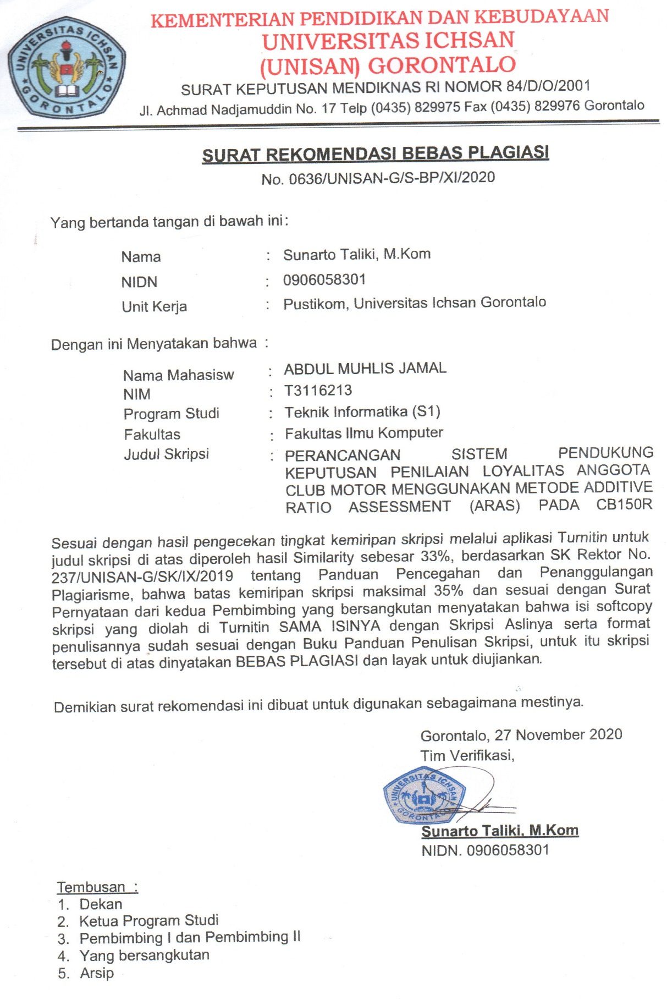 UNIVERSITAS ICHSAN
GORONTALO
KEMENTERIAN PENDIDIKAN DAN KEBUDAYAAN
UNIVERSITAS ICHSAN
(UNISAN) GORONTALO
SURAT KEPUTUSAN MENDIKNAS RI NOMOR 84/D/O/2001
Jl. Achmad Nadjamuddin No. 17 Telp (0435) 829975 Fax (0435) 829976 Gorontalo
SURAT REKOMENDASI BEBAS PLAGIASI
No. 0636/UNISAN-G/S-BP/XI/2020
Yang bertanda tangan di bawah ini:
Nama : Sunarto Taliki, M.Kom
NIDN : 0906058301
Unit Kerja : Pustikom, Universitas Ichsan Gorontalo
Dengan ini Menyatakan bahwa :
Nama Mahasisw : ABDUL MUHLIS JAMAL
NIM : T3116213
Program Studi : Teknik Informatika (S1)
Fakultas : Fakultas Ilmu Komputer
Judul Skripsi : PERANCANGAN SISTEM PENDUKUNG
KEPUTUSAN PENILAIAN LOYALITAS ANGGOTA
CLUB MOTOR MENGGUNAKAN METODE ADDITIVE
RATIO ASSESSMENT (ARAS) PADA CB150R
Sesuai dengan hasil pengecekan tingkat kemiripan skripsi melalui aplikasi Turnitin untuk
judul skripsi di atas diperoleh hasil Similarity sebesar 33%, berdasarkan SK Rektor No.
237/UNISAN-G/SK/IX/2019 tentang Panduan Pencegahan dan Penanggulangan
Plagiarisme, bahwa batas kemiripan skripsi maksimal 35% dan sesuai dengan Surat
Pernyataan dari kedua Pembimbing yang bersangkutan menyatakan bahwa isi softcopy
skripsi yang diolah di Turnitin SAMA ISINYA dengan Skripsi Aslinya serta format
penulisannya sudah sesuai dengan Buku Panduan Penulisan Skripsi, untuk itu skripsi
tersebut di atas dinyatakan BEBAS PLAGIASI dan layak untuk diujiankan.
Demikian surat rekomendasi ini dibuat untuk digunakan sebagaimana mestinya.
Gorontalo, 27 November 2020
Tim Verifikasi,
UNIVERSITAS ICHSAN
GORONTALO
Sunarto Taliki, M.Kom
NIDN. 0906058301
Tembusan :
1. Dekan
2. Ketua Program Studi
3. Pembimbing I dan Pembimbing II
4. Yang bersangkutan
5. Arsip